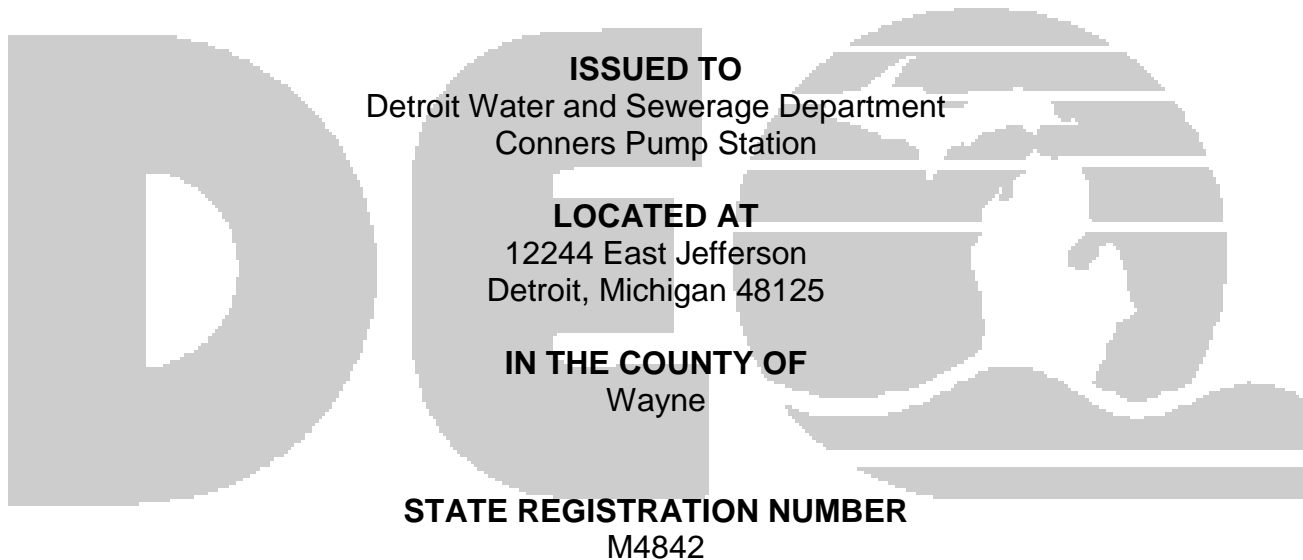 ISSUED TO
Detroit Water and Sewerage Department
Conners Pump Station
LOCATED AT
12244 East Jefferson
Detroit, Michigan 48125
IN THE COUNTY OF
Wayne
STATE REGISTRATION NUMBER
M4842
DEQ